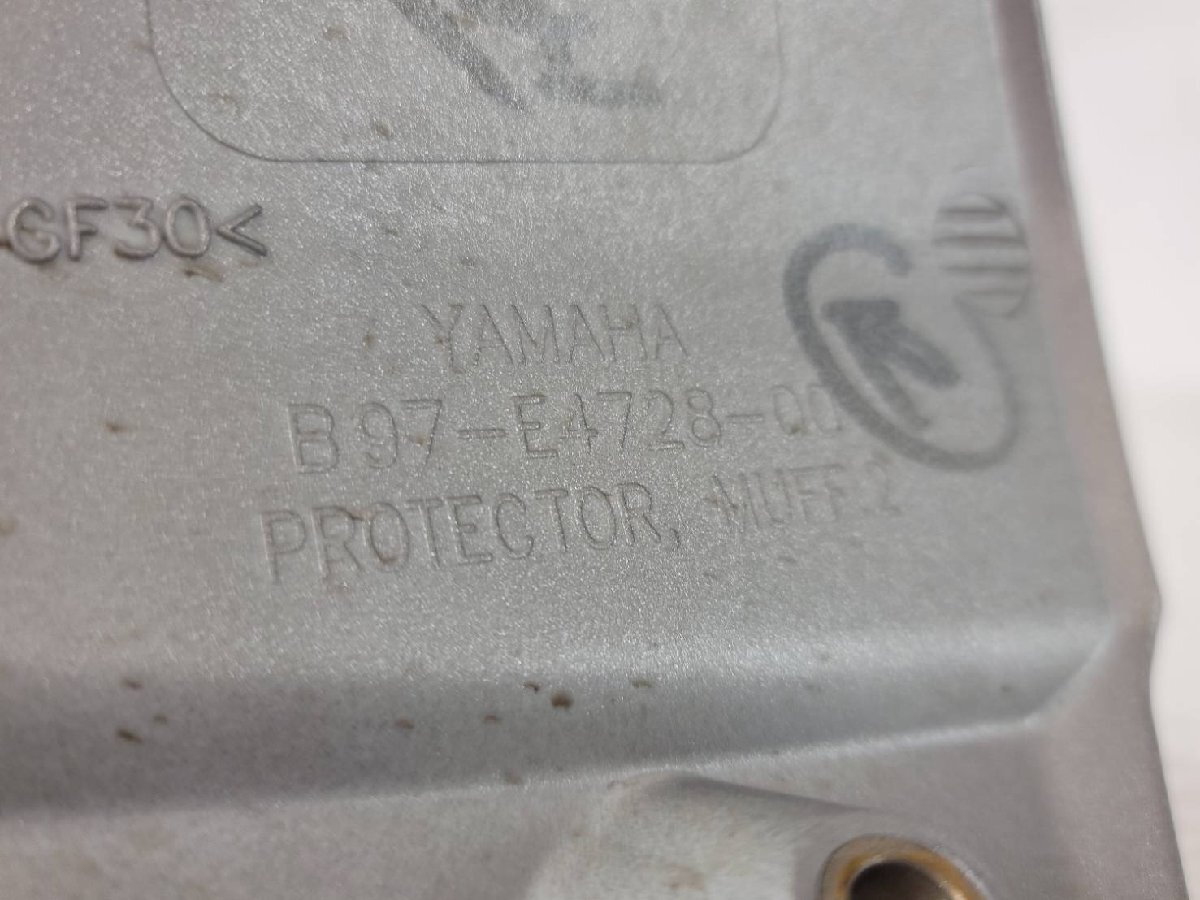 GF30<
YAMAHA
B97-E4728-00
PROTECTOR, MUFF.2